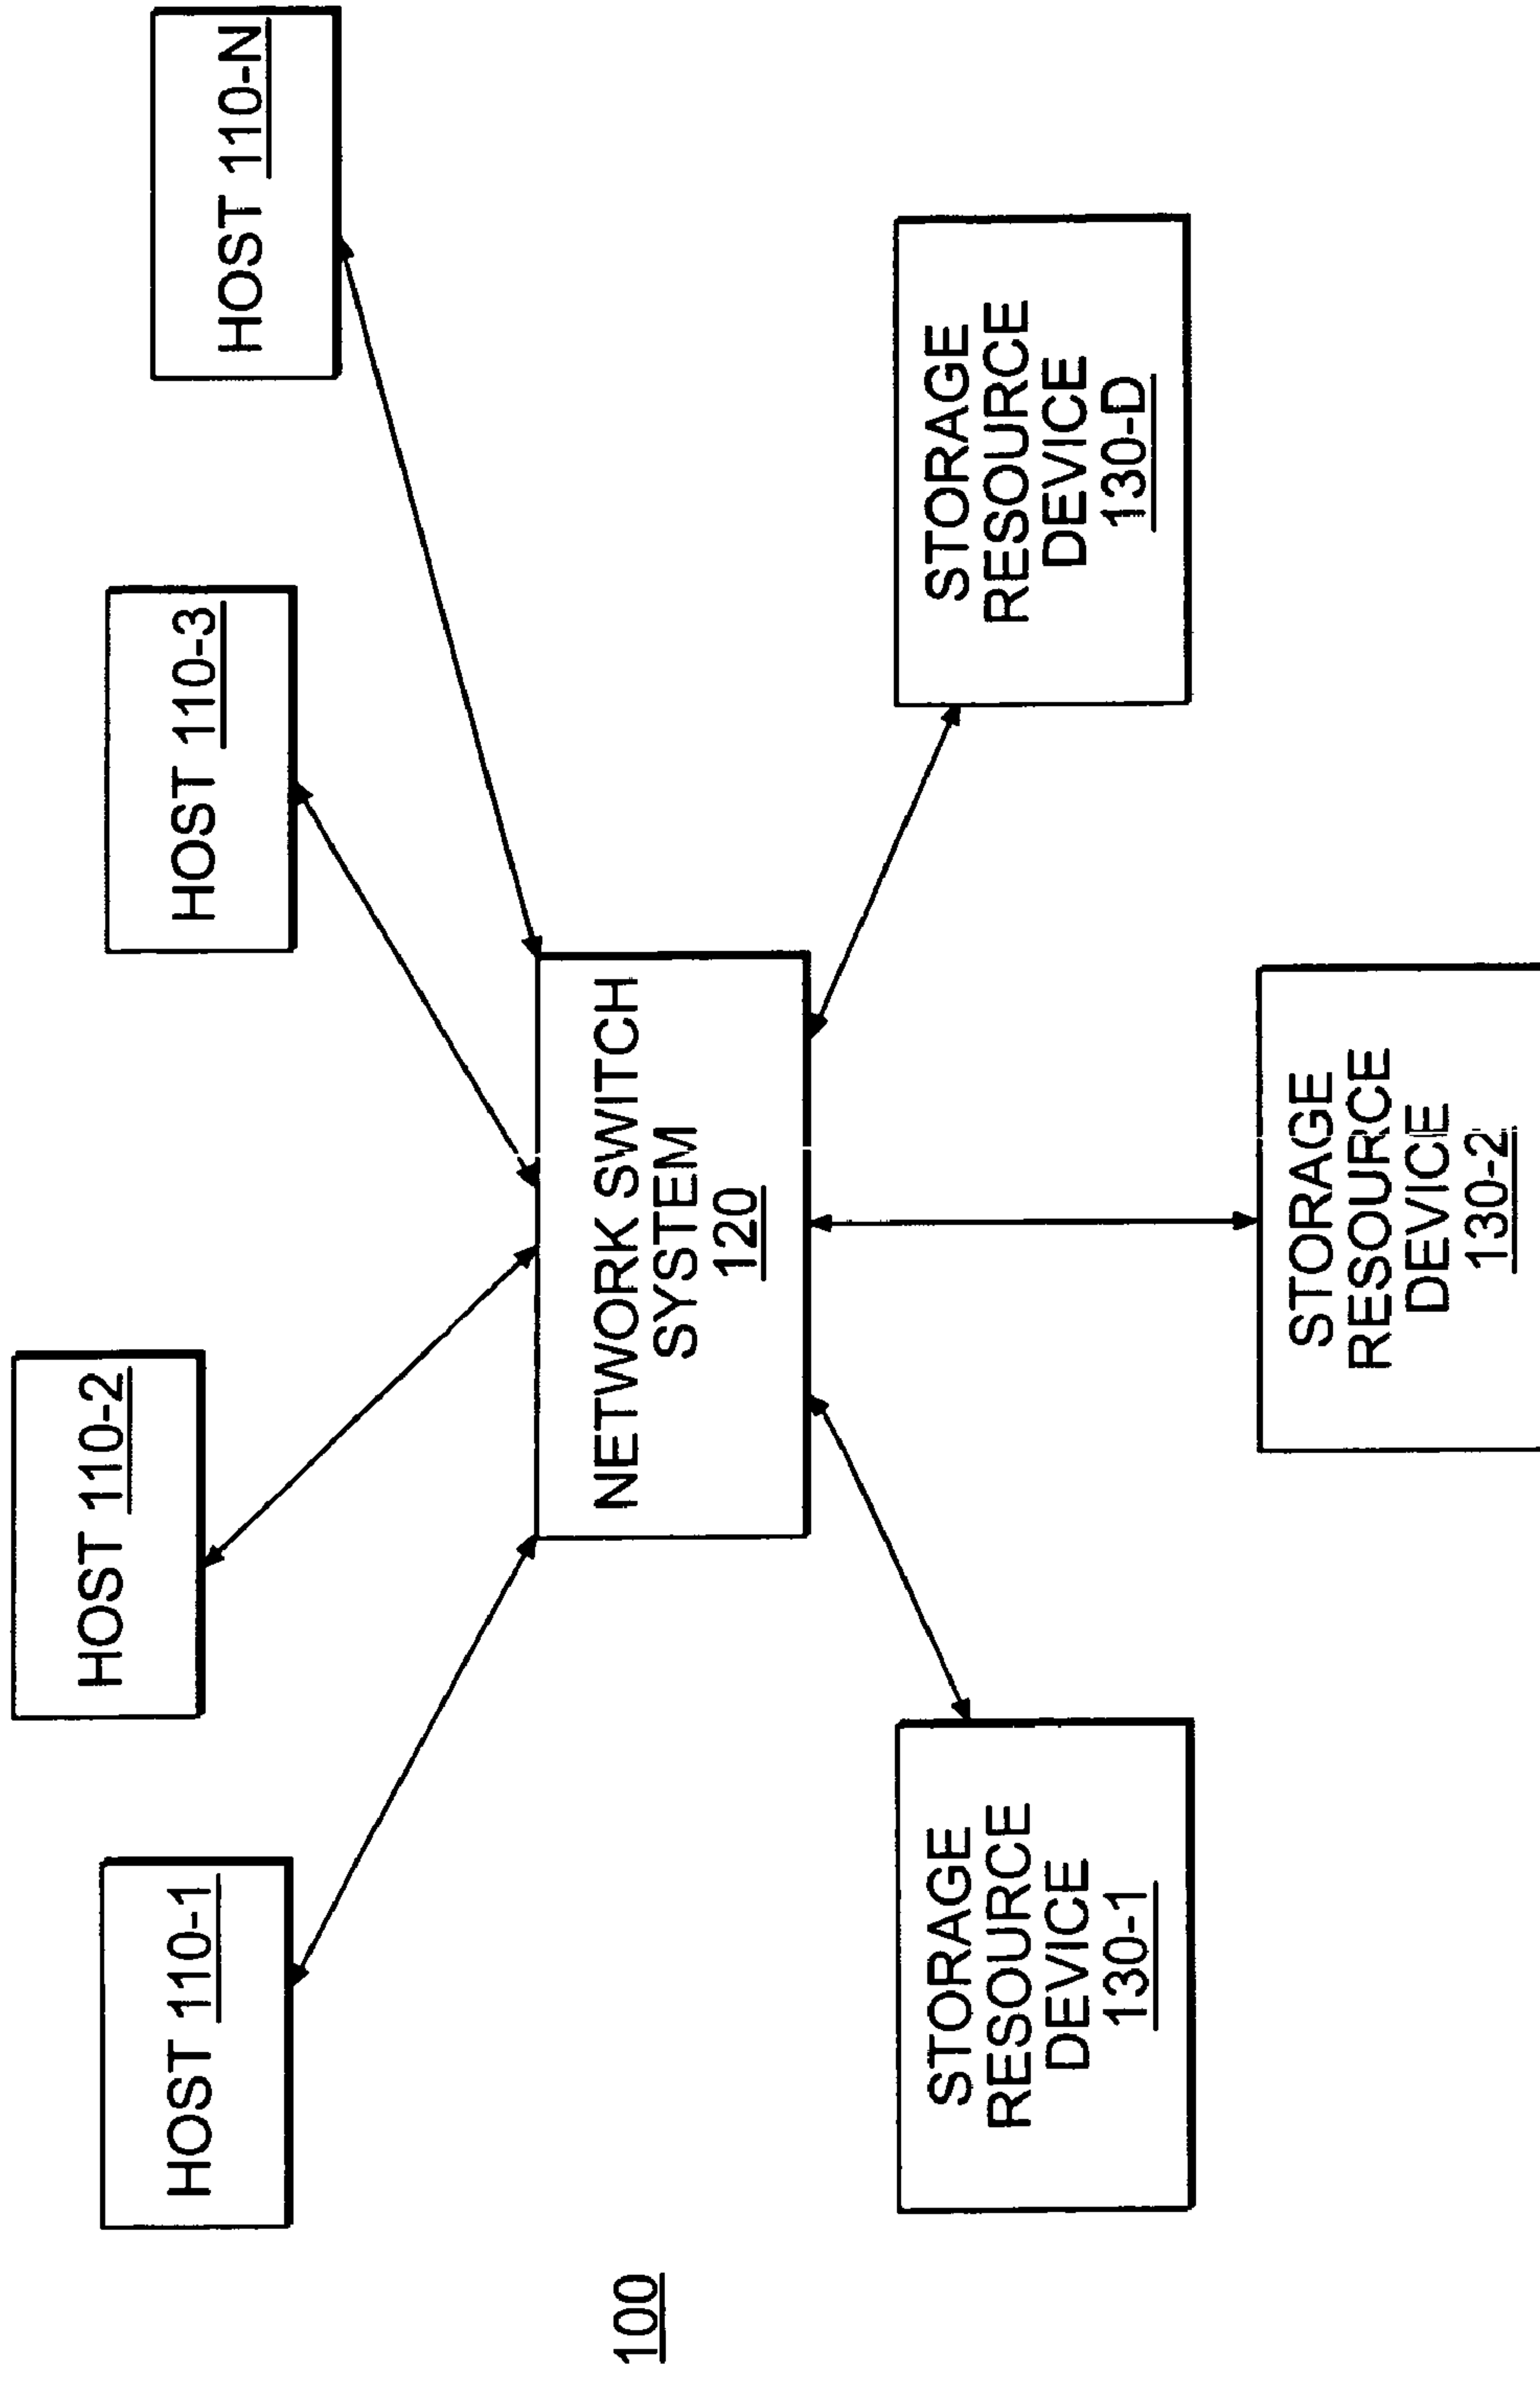 HOST 110-1
HOST 110-2
HOST 110-3
HOST 110-N
100
NETWORK SWITCH
SYSTEM
120
STORAGE
RESOURCE
DEVICE
130-1
STORAGE
RESOURCE
DEVICE
130-2
STORAGE
RESOURCE
DEVICE
130-D